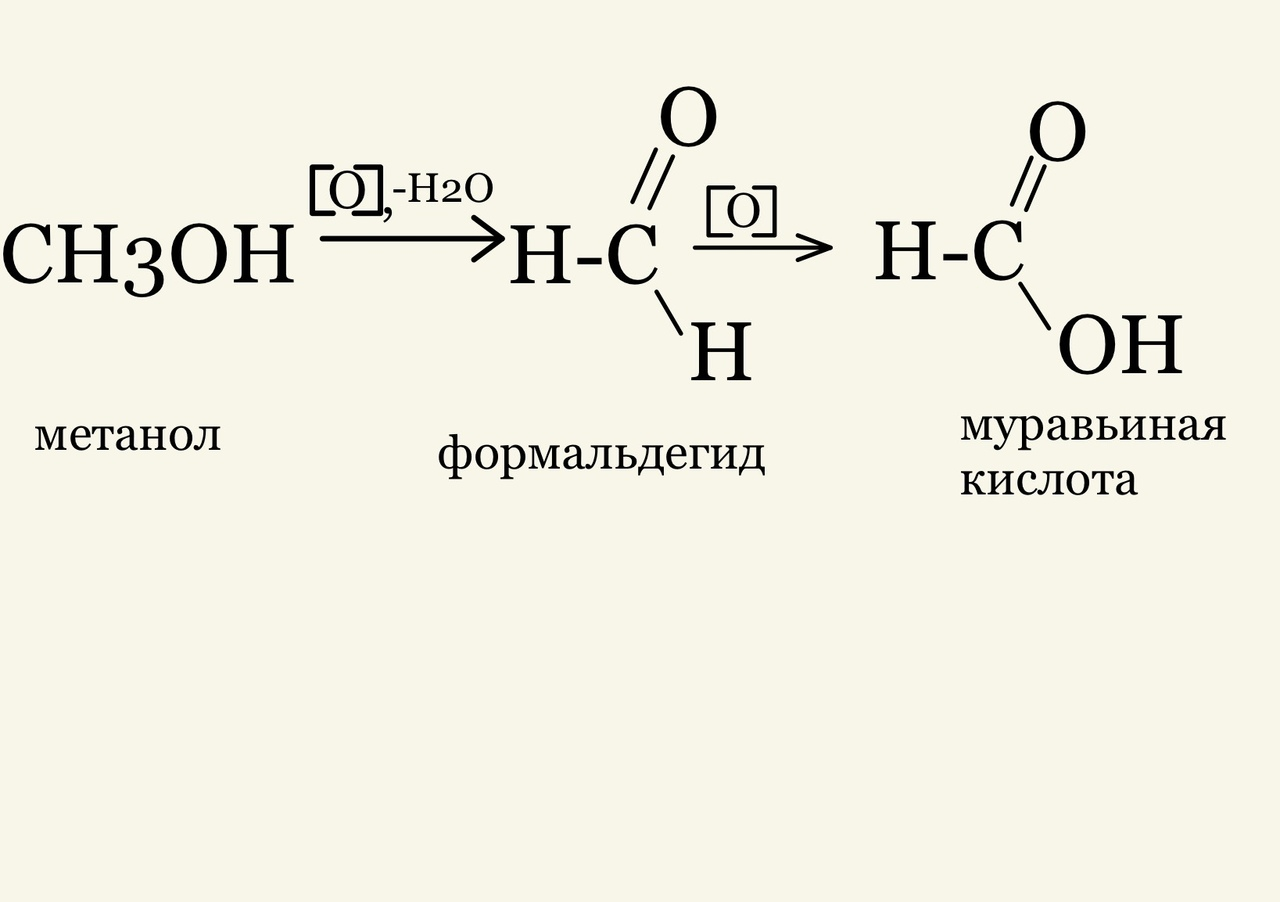 O
O
[O],-H2O
[O]
CH3OH
H-C
H-C
H
OH
метанол
формальдегид
муравьиная
кислота